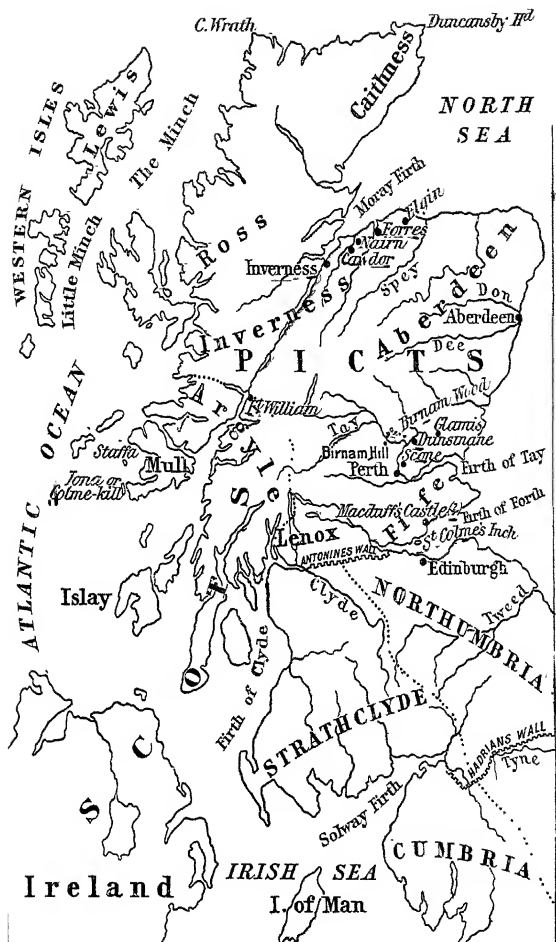 C. Wrath
Duncansby Hd
Caithness
NORTH
SEA
WESTERN ISLES
Lewis
The Minch
Little Minch
Ross
Moray Firth
Elgin
Forres
Nairn
Cawdor
Inverness
Inverness
Spey
Aberdeen
Don
Aberdeen
Dee
PICTS
ATLANTIC OCEAN
Ft William
Argyle
Staffa
Mull
Iona or
Colme-kill
Tay
Birnam Wood
Birnam Hill
Glamis
Dunsinane
Scone
Perth
Firth of Tay
Macduff's Castle
Fife
Firth of Forth
St Colmes Inch
Lenox
ANTONINES WALL
Edinburgh
Islay
SCOTS
Firth of Clyde
Clyde
NORTHUMBRIA
Tweed
STRATHCLYDE
HADRIANS WALL
Tyne
Solway Firth
CUMBRIA
IRISH SEA
I. of Man
Ireland